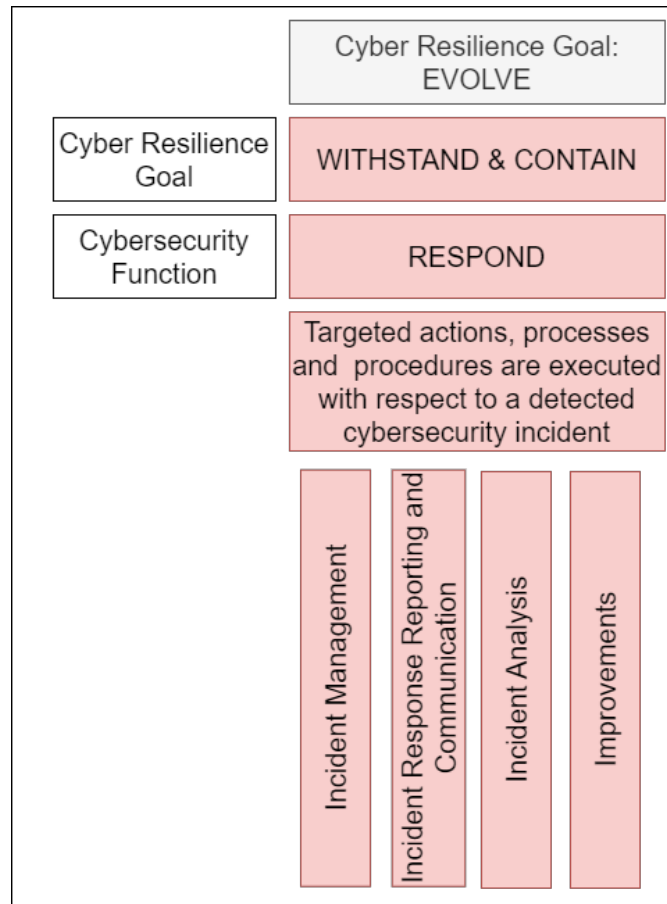 Cyber Resilience Goal:
EVOLVE
Cyber Resilience
Goal
WITHSTAND & CONTAIN
Cybersecurity
Function
RESPOND
Targeted actions, processes
and  procedures are executed
with respect to a detected
cybersecurity incident
Incident Management
Incident Response Reporting and
Communication
Incident Analysis
Improvements